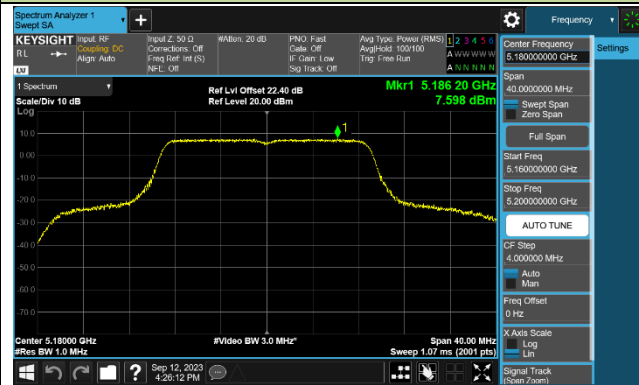 Spectrum Analyzer 1
Swept SA
Frequency
KEYSIGHT
RL
LXI
Input: RF
Coupling: DC
Align: Auto
Input Z: 50 Ω
Corrections: Off
Freq Ref: Int (S)
NFE: Off
#Atten: 20 dB
PNO: Fast
Gate: Off
IF Gain: Low
Sig Track: Off
Avg Type: Power (RMS)
Avg|Hold: 100/100
Trig: Free Run
1 2 3 4 5 6
A W W W W W
A N N N N N
1 Spectrum
Scale/Div 10 dB
Log
Ref Lvl Offset 22.40 dB
Ref Level 20.00 dBm
Mkr1 5.186 20 GHz
7.598 dBm
1
10.0
0.00
-10.0
-20.0
-30.0
-40.0
-50.0
-60.0
-70.0
Center 5.18000 GHz
#Res BW 1.0 MHz
#Video BW 3.0 MHz*
Span 40.00 MHz
Sweep 1.07 ms (2001 pts)
Sep 12, 2023
4:26:12 PM
Center Frequency
5.180000000 GHz
Settings
Span
40.0000000 MHz
Swept Span
Zero Span
Full Span
Start Freq
5.160000000 GHz
Stop Freq
5.200000000 GHz
AUTO TUNE
CF Step
4.000000 MHz
Auto
Man
Freq Offset
0 Hz
X Axis Scale
Log
Lin
Signal Track
(Span Zoom)